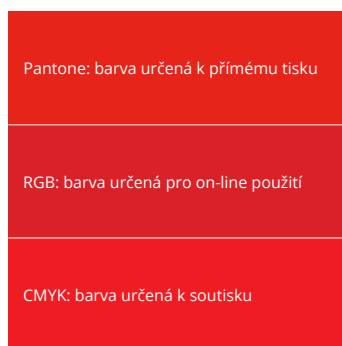 Pantone: barva určená k přímému tisku
RGB: barva určená pro on-line použití
CMYK: barva určená k soutisku